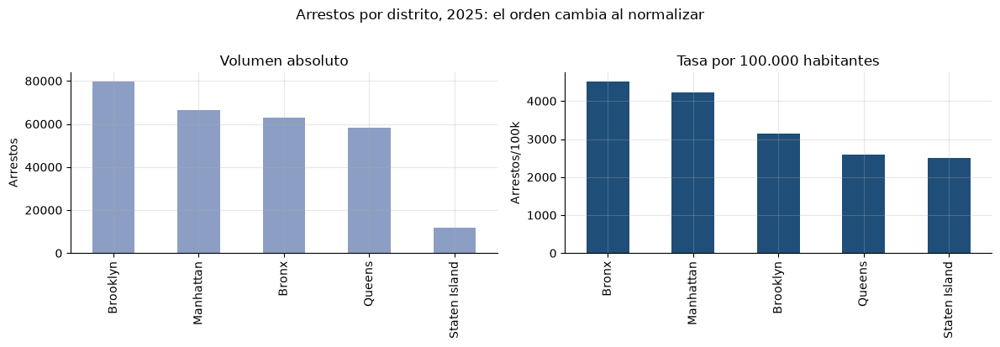 Arrestos por distrito, 2025: el orden cambia al normalizar
Volumen absoluto
Arrestos
80000
60000
40000
20000
0
Brooklyn
Manhattan
Bronx
Queens
Staten Island
Tasa por 100.000 habitantes
Arrestos/100k
4000
3000
2000
1000
0
Bronx
Manhattan
Brooklyn
Queens
Staten Island